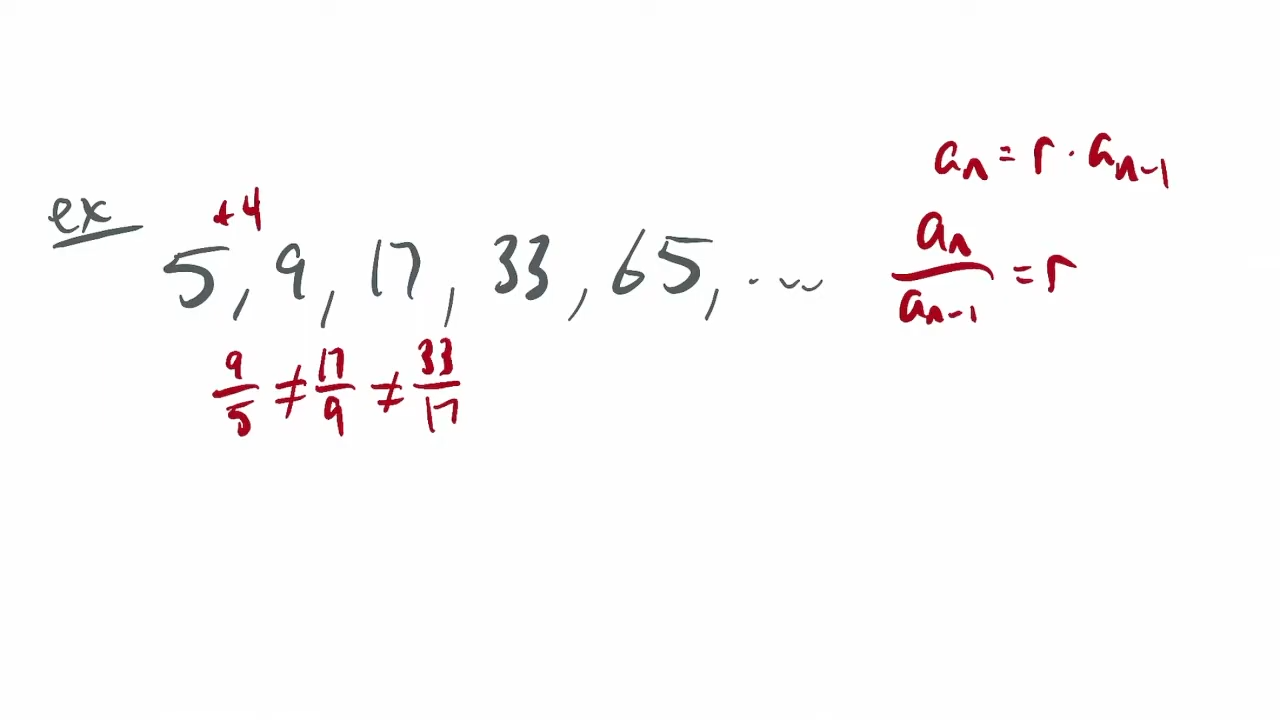 ex
+4
5, 9, 17, 33, 65, ...
9/5 ≠ 17/9 ≠ 33/17
aₙ = r · aₙ₋₁
aₙ/aₙ₋₁ = r